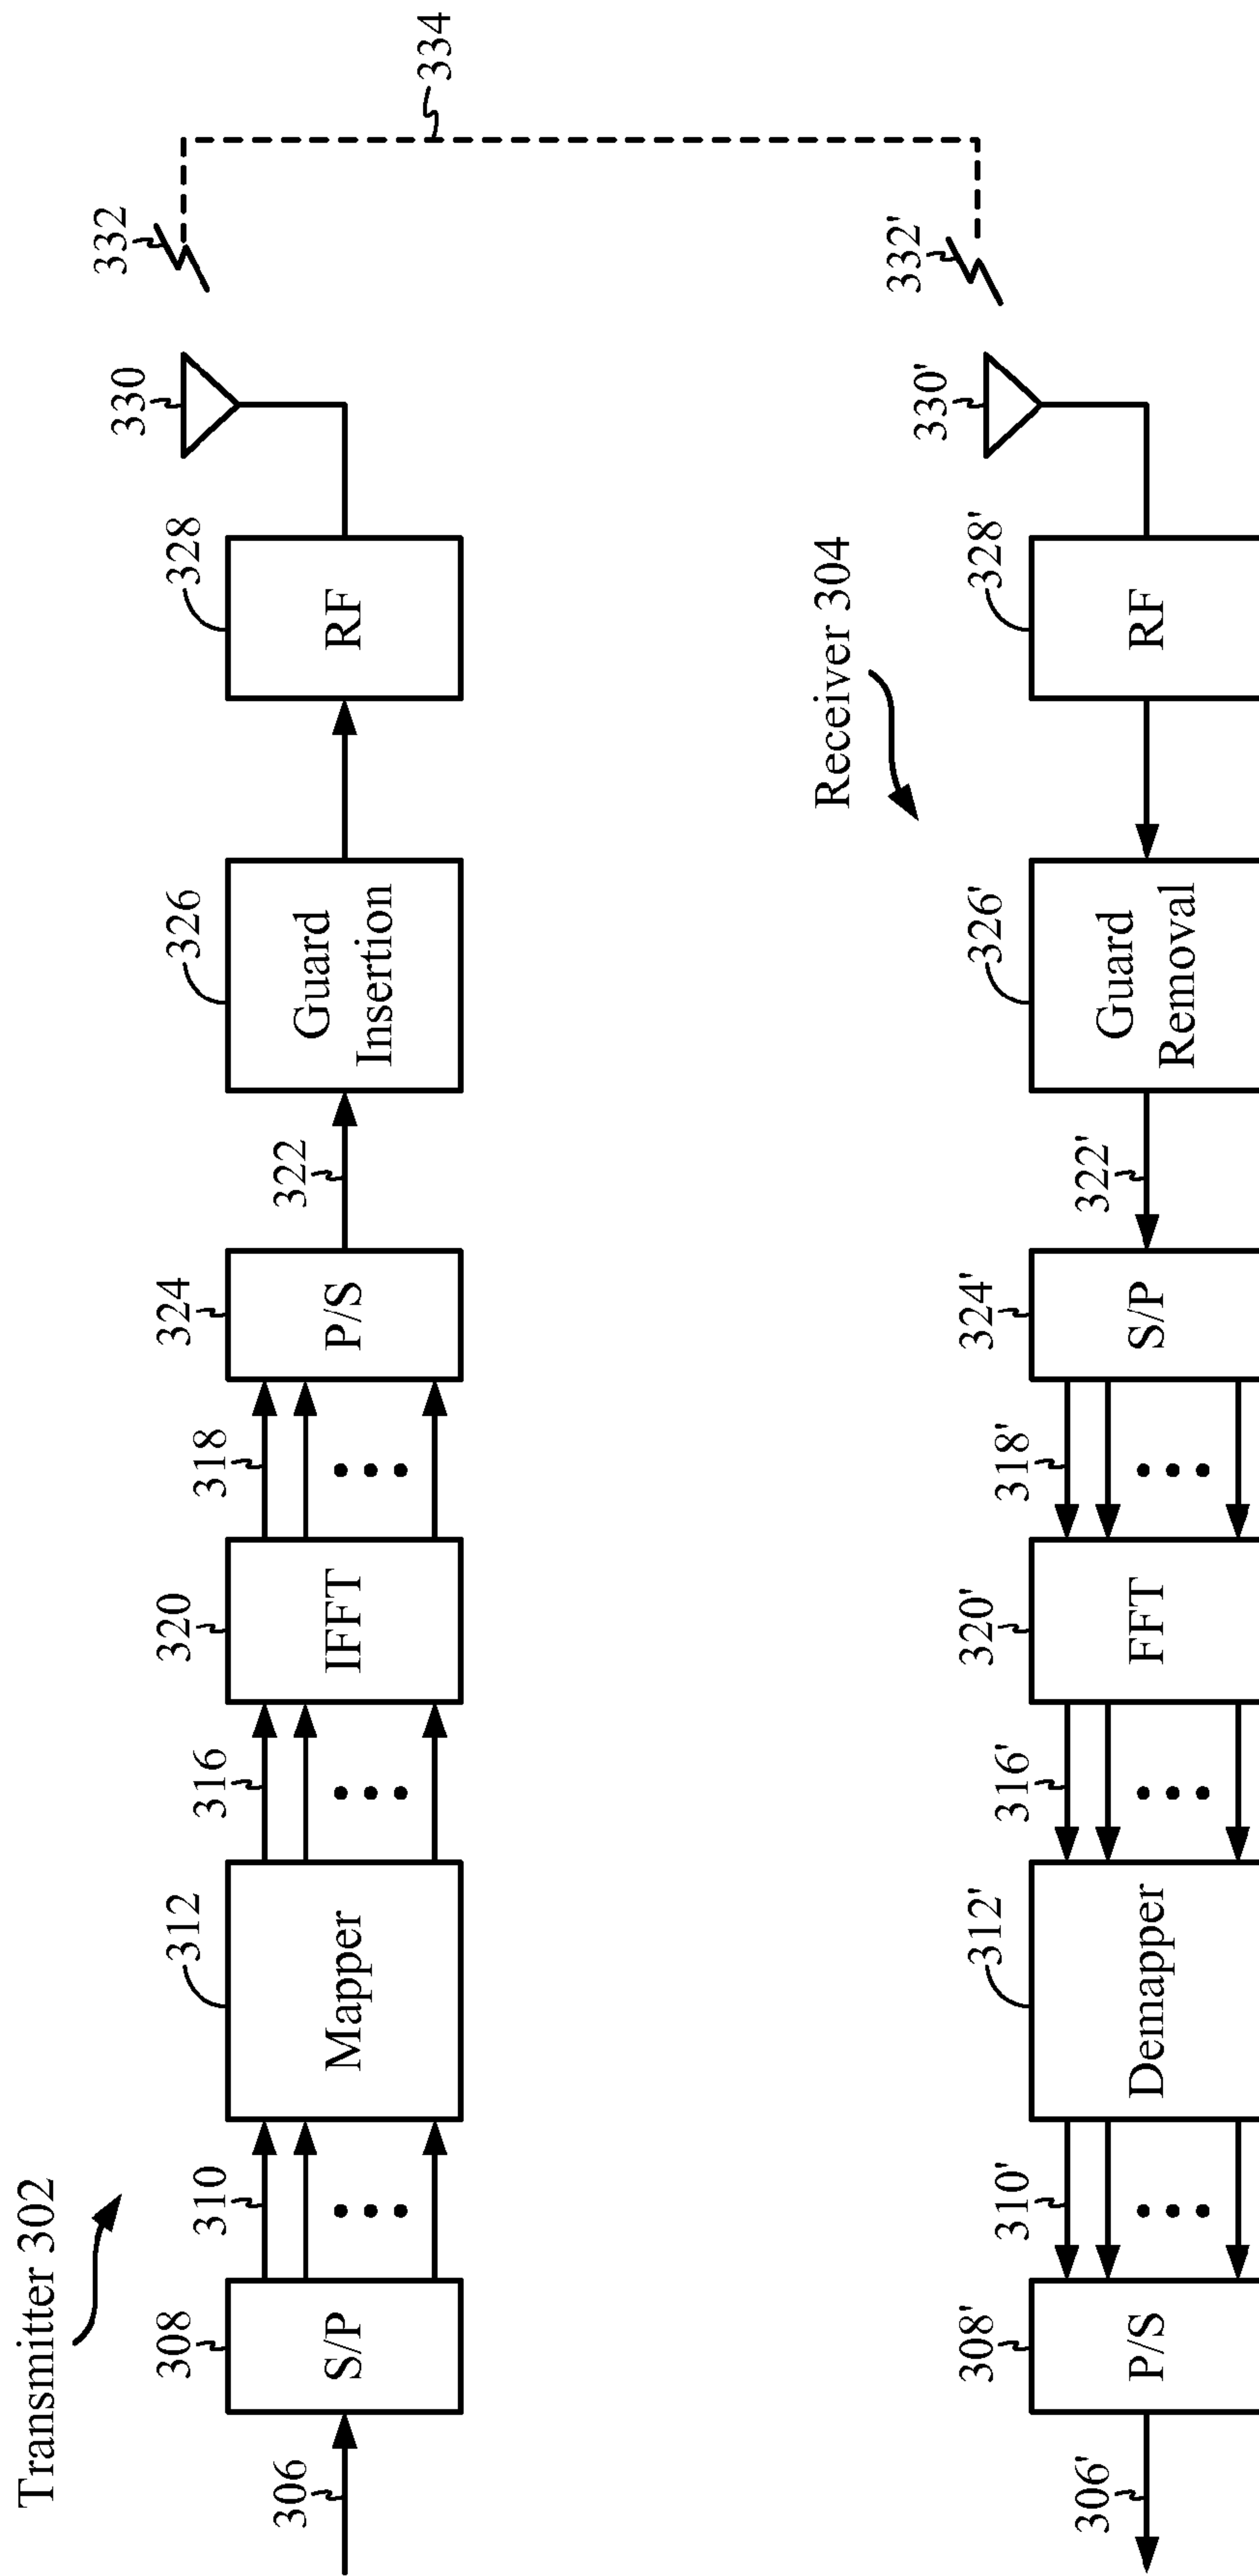 Transmitter 302
306
308
S/P
310
312
Mapper
316
320
IFFT
318
324
P/S
322
326
Guard
Insertion
328
RF
330
332
334
Receiver 304
306'
308'
P/S
310'
312'
Demapper
316'
320'
FFT
318'
324'
S/P
322'
326'
Guard
Removal
328'
RF
330'
332'